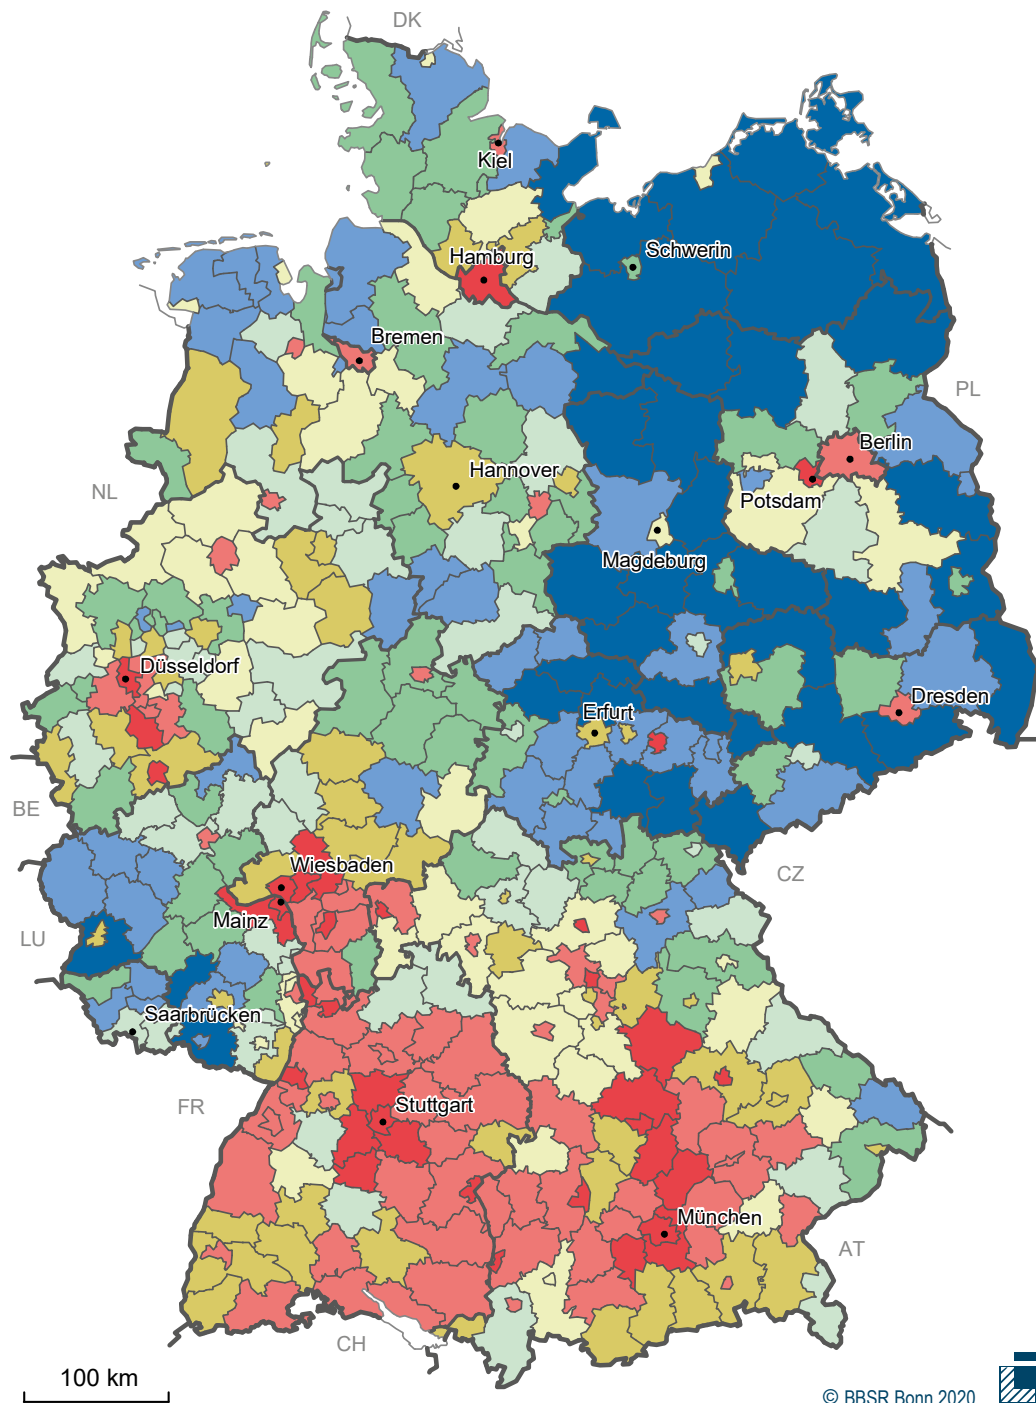 DK
Kiel
Hamburg
Schwerin
Bremen
PL
Berlin
Hannover
NL
Potsdam
Magdeburg
Düsseldorf
Dresden
Erfurt
BE
Wiesbaden
CZ
Mainz
LU
Saarbrücken
FR
Stuttgart
München
AT
CH
100 km
© BBSR Bonn 2020